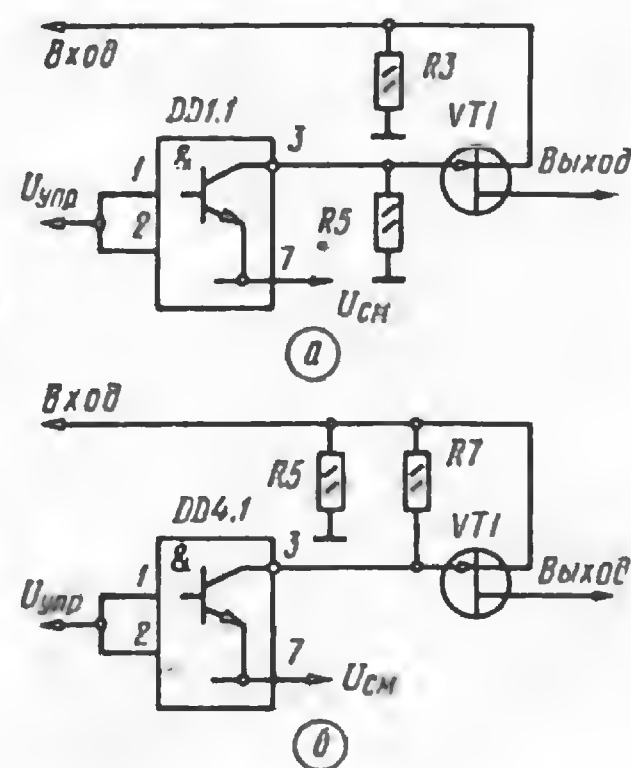 Вход
R3
DD1.1
VT1
1
&
3
Выход
Uупр
2
R5
7
Uсм
а
Вход
R5
R7
DD4.1
VT1
1
&
3
Выход
Uупр
2
7
Uсм
б